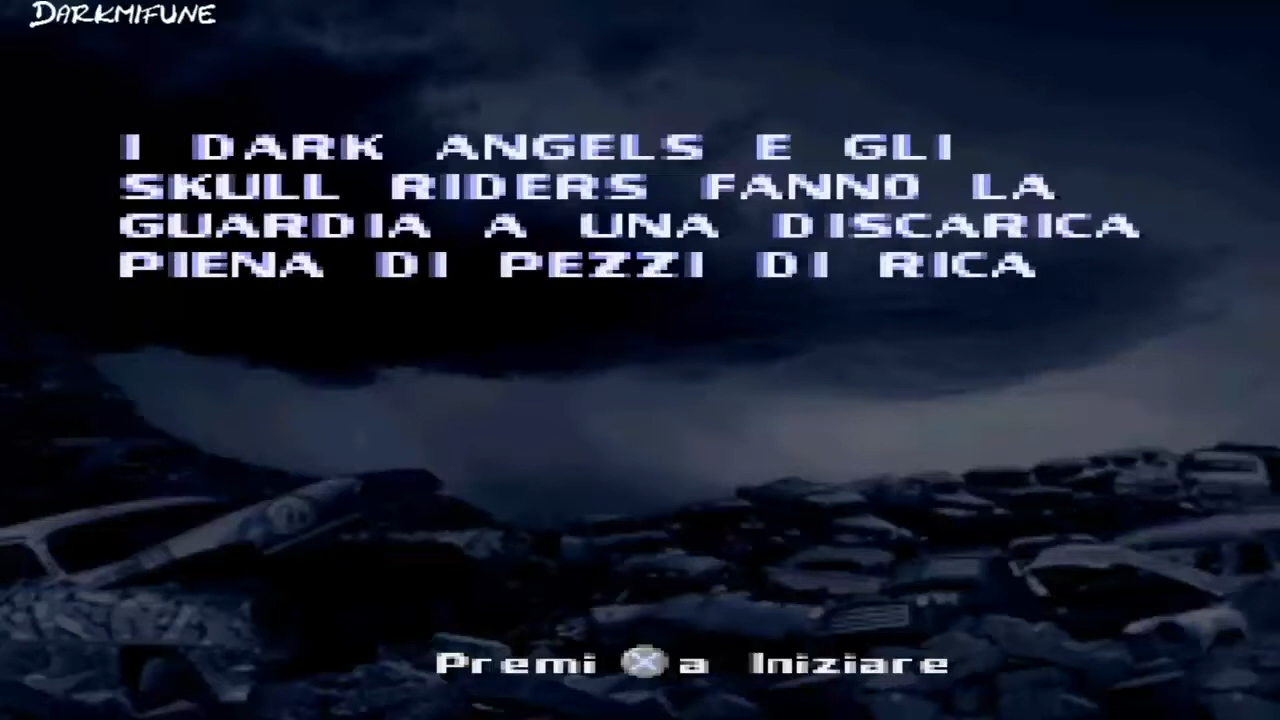 DARKMIFUNE
I DARK ANGELS E GLI
SKULL RIDERS FANNO LA
GUARDIA A UNA DISCARICA
PIENA DI PEZZI DI RICA
Premi X a Iniziare